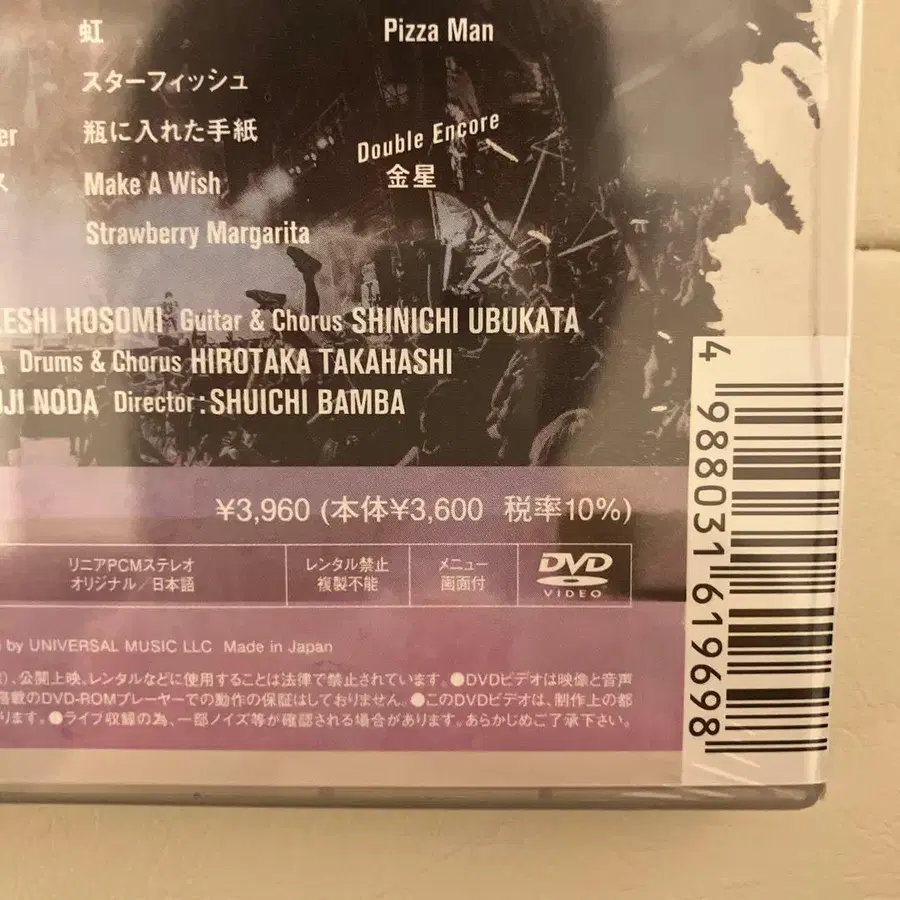 虹
Pizza Man
スターフィッシュ
er 瓶に入れた手紙
Double Encore
ス Make A Wish
金星
Strawberry Margarita
ESHI HOSOMI Guitar & Chorus SHINICHI UBUKATA
A Drums & Chorus HIROTAKA TAKAHASHI
JI NODA Director:SHUICHI BAMBA
¥3,960 (本体¥3,600 税率10%)
リニアPCMステレオ
オリジナル/日本語
レンタル禁止
複製不能
メニュー
画面付
DVD
VIDEO
by UNIVERSAL MUSIC LLC Made in Japan
、公開上映、レンタルなどに使用することは法律で禁止されています。●DVDビデオは映像と音声
搭載のDVD-ROMプレーヤーでの動作の保証はしておりません。●このDVDビデオは、制作上の都
ります。●ライブ収録の為、一部ノイズ等が確認される場合があります。あらかじめご了承下さい。
4 988031 619698